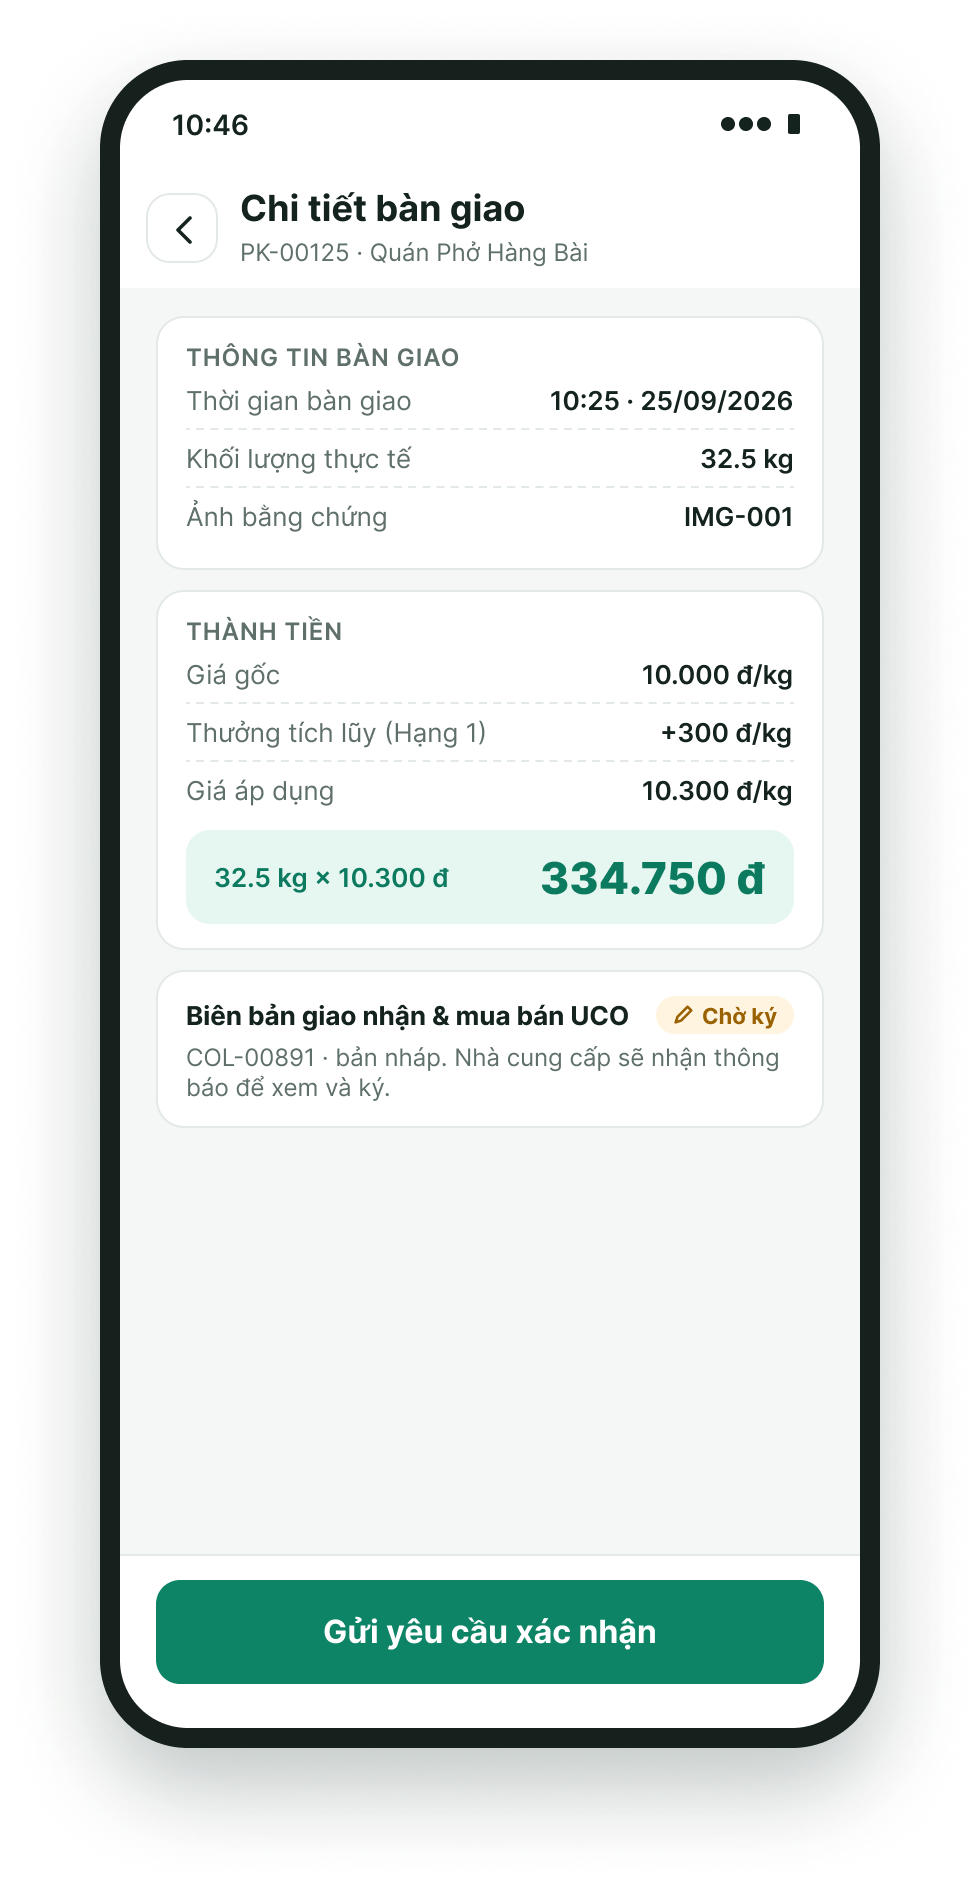 10:46
Chi tiết bàn giao
PK-00125 · Quán Phở Hàng Bài
THÔNG TIN BÀN GIAO
Thời gian bàn giao 10:25 · 25/09/2026
Khối lượng thực tế 32.5 kg
Ảnh bằng chứng IMG-001
THÀNH TIỀN
Giá gốc 10.000 đ/kg
Thưởng tích lũy (Hạng 1) +300 đ/kg
Giá áp dụng 10.300 đ/kg
32.5 kg × 10.300 đ 334.750 đ
Biên bản giao nhận & mua bán UCO Chờ ký
COL-00891 · bản nháp. Nhà cung cấp sẽ nhận thông
báo để xem và ký.
Gửi yêu cầu xác nhận